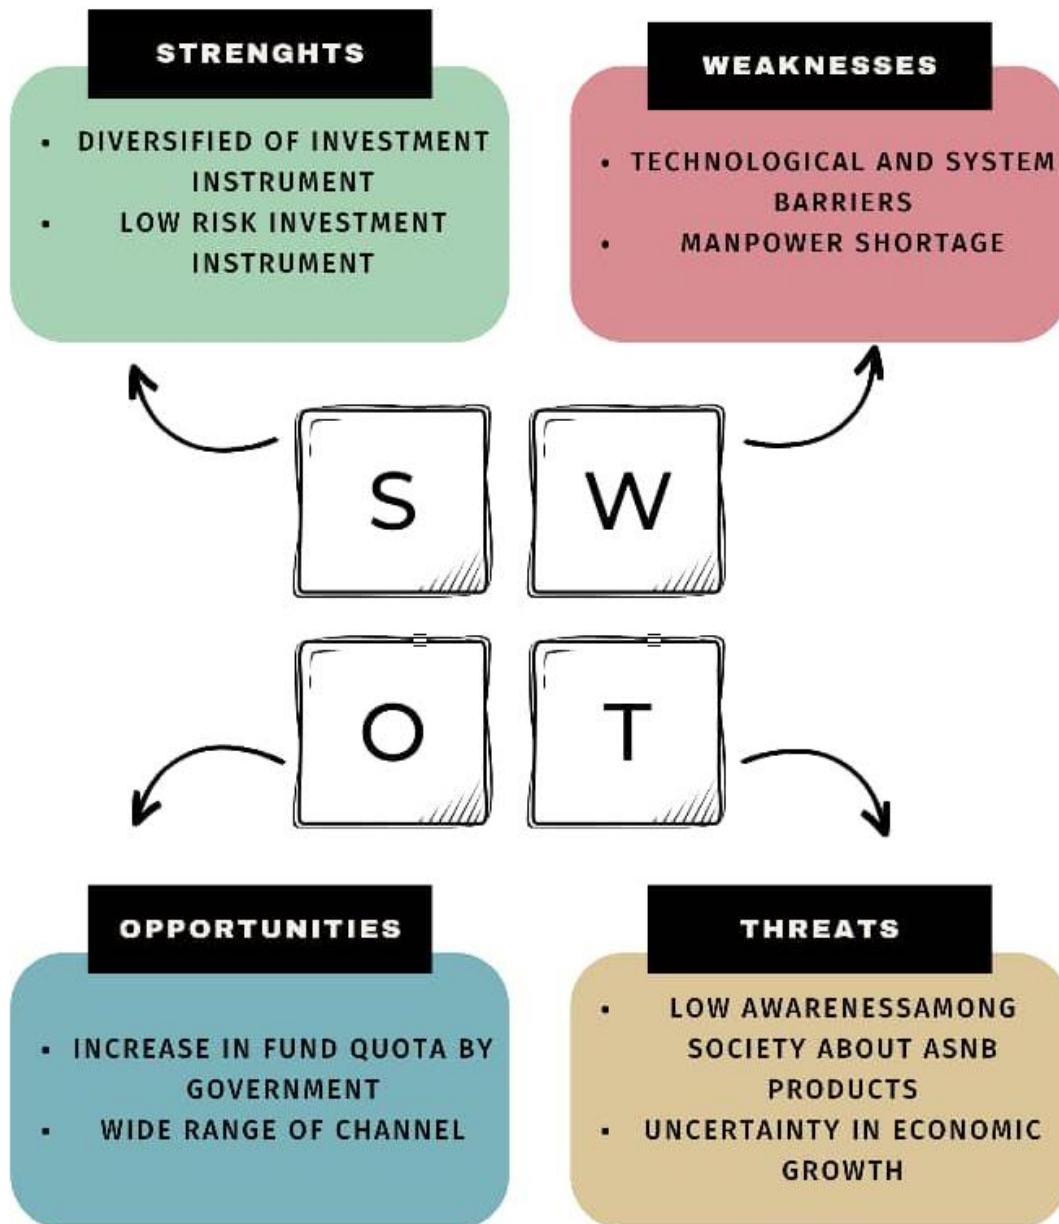 STRENGHTS
• DIVERSIFIED OF INVESTMENT
INSTRUMENT
• LOW RISK INVESTMENT
INSTRUMENT
WEAKNESSES
• TECHNOLOGICAL AND SYSTEM
BARRIERS
• MANPOWER SHORTAGE
S
W
O
T
OPPORTUNITIES
• INCREASE IN FUND QUOTA BY
GOVERNMENT
• WIDE RANGE OF CHANNEL
THREATS
• LOW AWARENESSAMONG
SOCIETY ABOUT ASNB
PRODUCTS
• UNCERTAINTY IN ECONOMIC
GROWTH